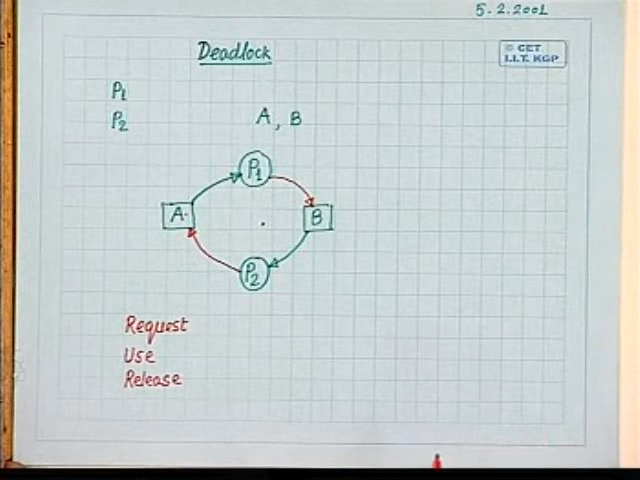 5.2.2001
Deadlock
© CET
I.I.T. KGP
P1
P2
A, B
P1
A
B
P2
Request
Use
Release